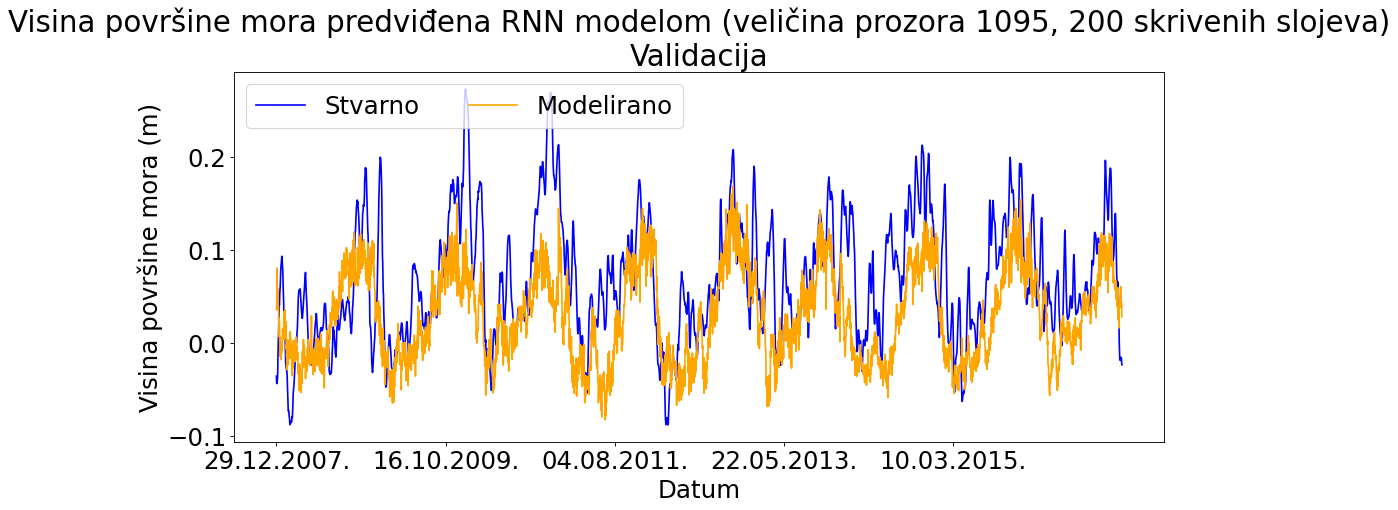 Visina površine mora predviđena RNN modelom (veličina prozora 1095, 200 skrivenih slojeva)
Validacija
Stvarno
Modelirano
Visina površine mora (m)
0.2
0.1
0.0
−0.1
29.12.2007.
16.10.2009.
04.08.2011.
22.05.2013.
10.03.2015.
Datum